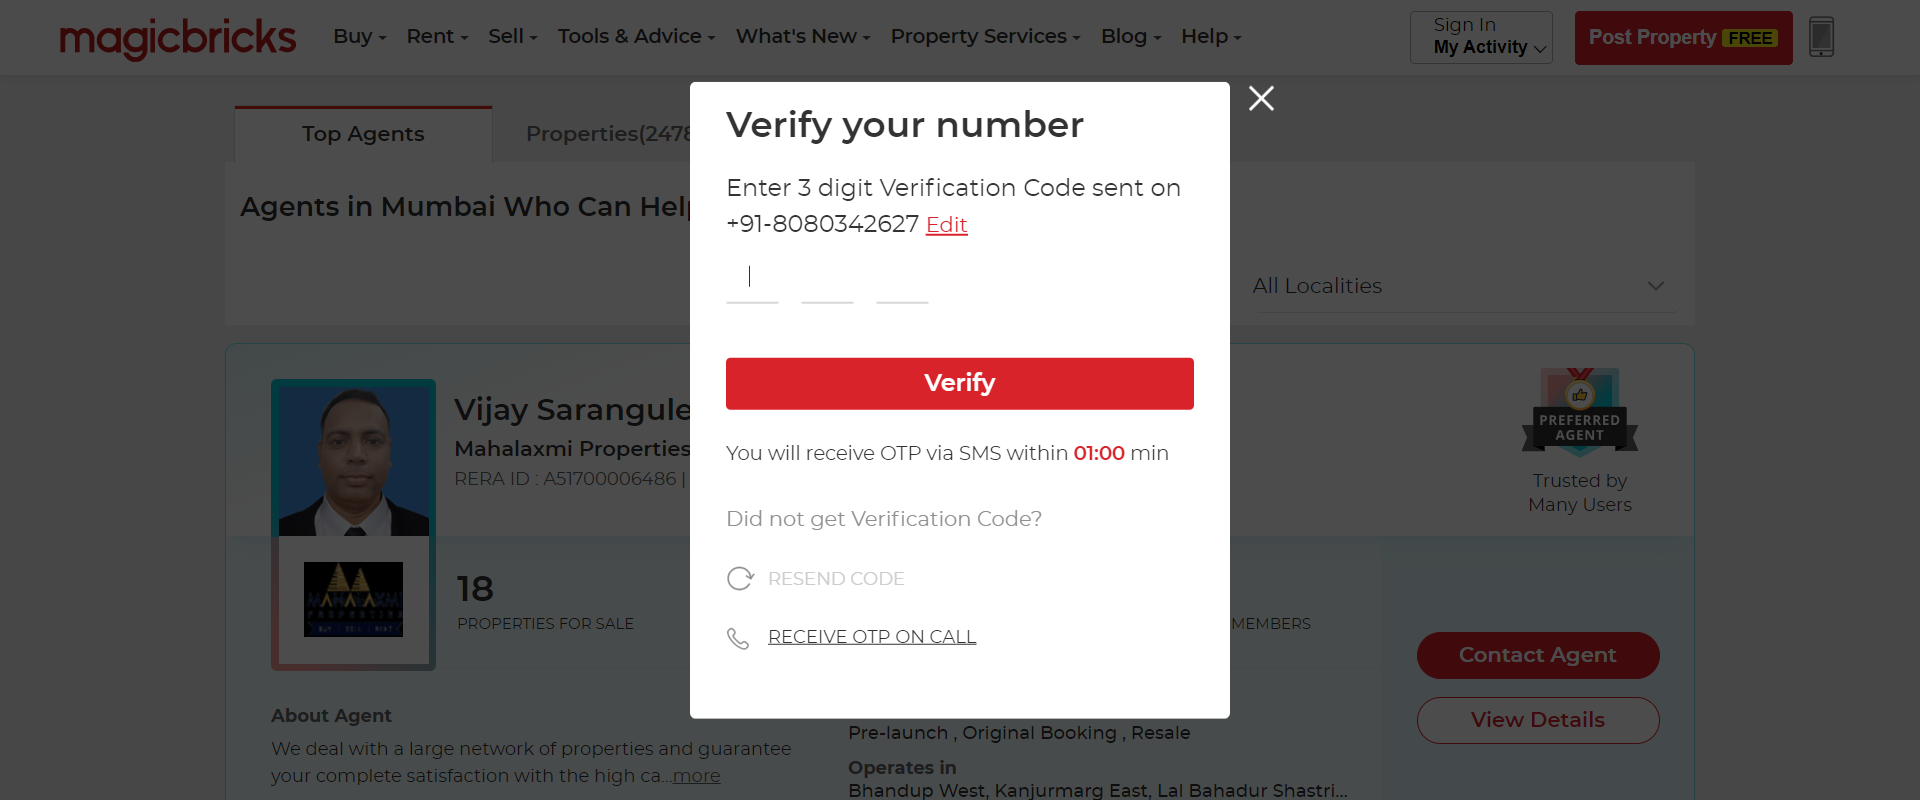 magicbricks Buy Rent Sell Tools & Advice What's New Property Services Blog Help
Sign In
My Activity
Post Property FREE
Top Agents
Properties(2478
Agents in Mumbai Who Can Help
All Localities
Vijay Sarangule
Mahalaxmi Properties
RERA ID : A51700006486 |
PREFERRED
AGENT
Trusted by
Many Users
MAHALAXMI
PROPERTIES
18
PROPERTIES FOR SALE
MEMBERS
Contact Agent
View Details
About Agent
We deal with a large network of properties and guarantee
your complete satisfaction with the high ca...more
Pre-launch , Original Booking , Resale
Operates in
Bhandup West, Kanjurmarg East, Lal Bahadur Shastri...
Verify your number
Enter 3 digit Verification Code sent on
+91-8080342627 Edit
Verify
You will receive OTP via SMS within 01:00 min
Did not get Verification Code?
RESEND CODE
RECEIVE OTP ON CALL